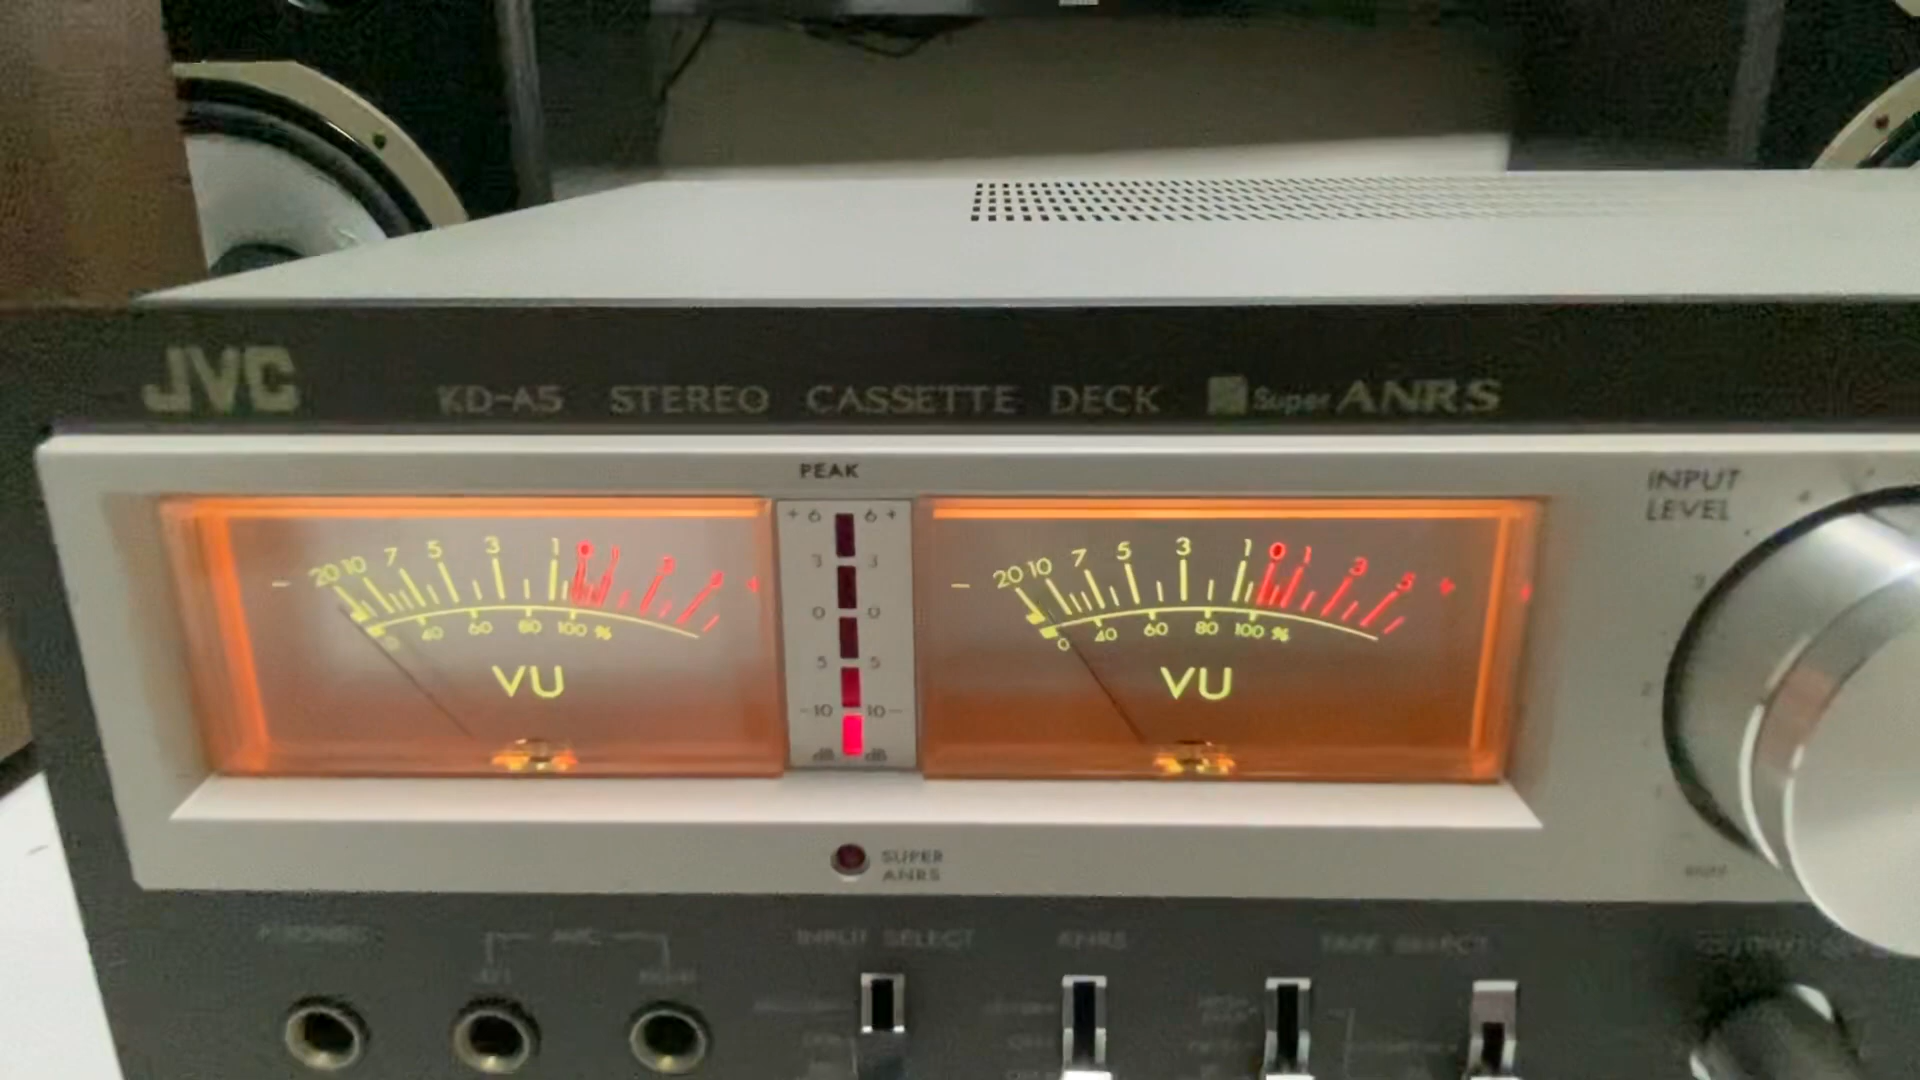 JVC
KD-A5 STEREO CASSETTE DECK Super ANRS
PEAK
INPUT
LEVEL
− 20 10 7 5 3 1 0 1 3 5 +
0 40 60 80 100 %
VU
+ 6 6 +
3 3
0 0
5 5
−10 10−
dB dB
− 20 10 7 5 3 1 0 1 3 5 +
0 40 60 80 100 %
VU
SUPER
ANRS
PHONES MIC INPUT SELECT ANRS TAPE SELECT